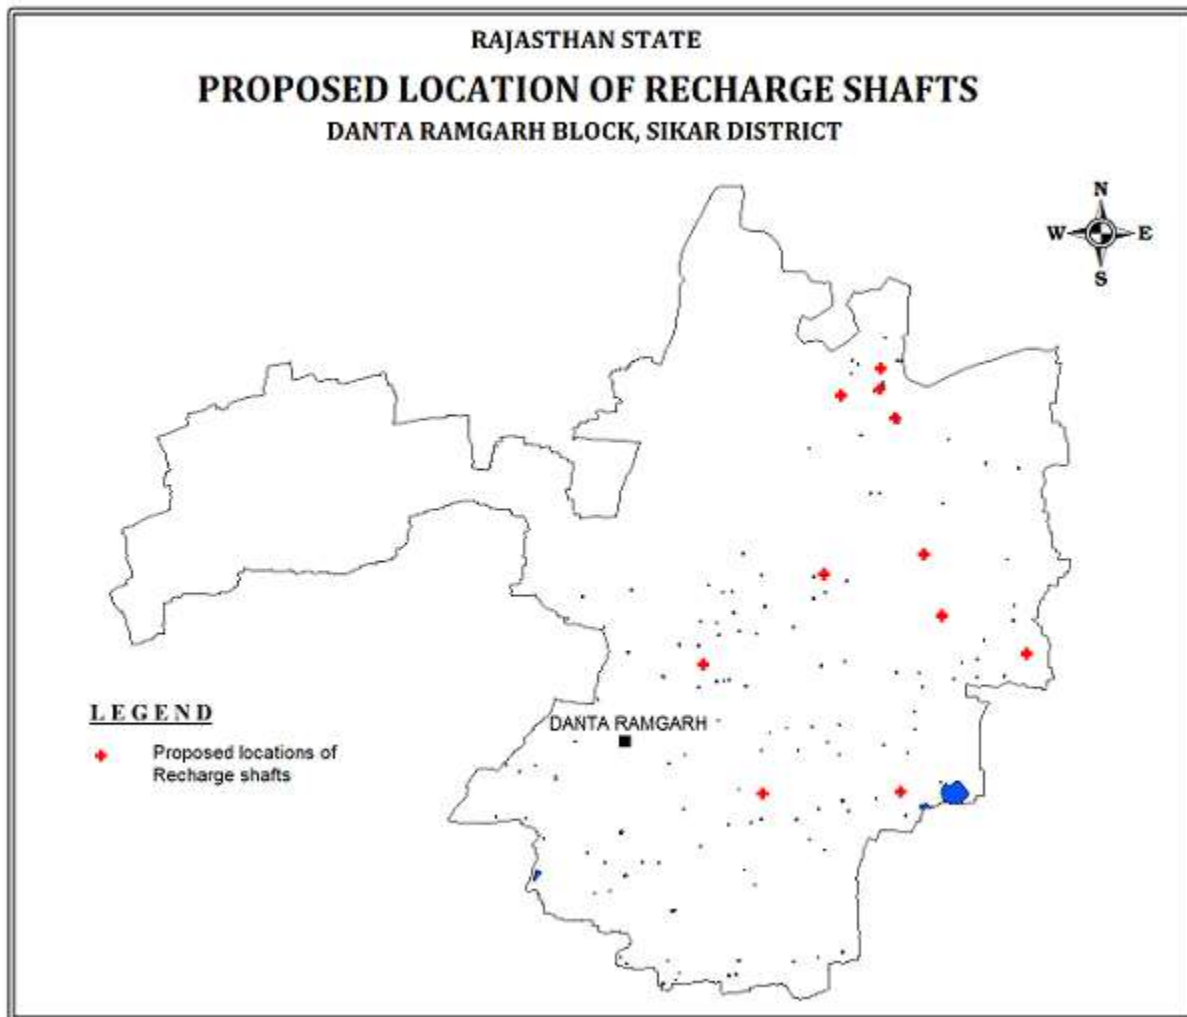 RAJASTHAN STATE
PROPOSED LOCATION OF RECHARGE SHAFTS
DANTA RAMGARH BLOCK, SIKAR DISTRICT
N
W E
S
DANTA RAMGARH
LEGEND
Proposed locations of
Recharge shafts